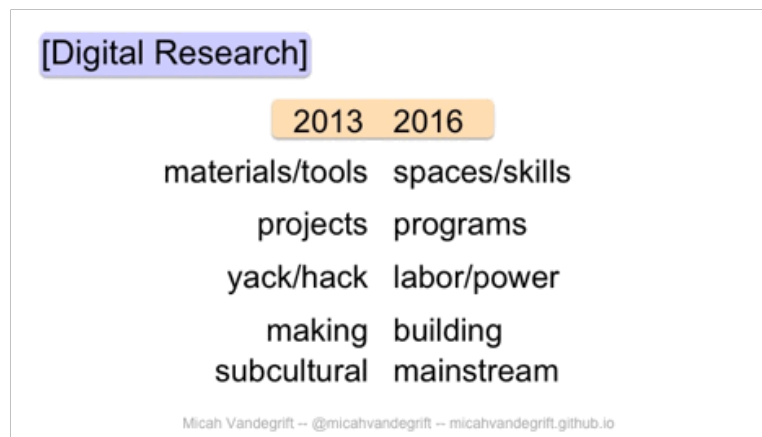 [Digital Research]
2013 2016
materials/tools spaces/skills
projects programs
yack/hack labor/power
making building
subcultural mainstream
Micah Vandegrift -- @micahvandegrift -- micahvandegrift.github.io